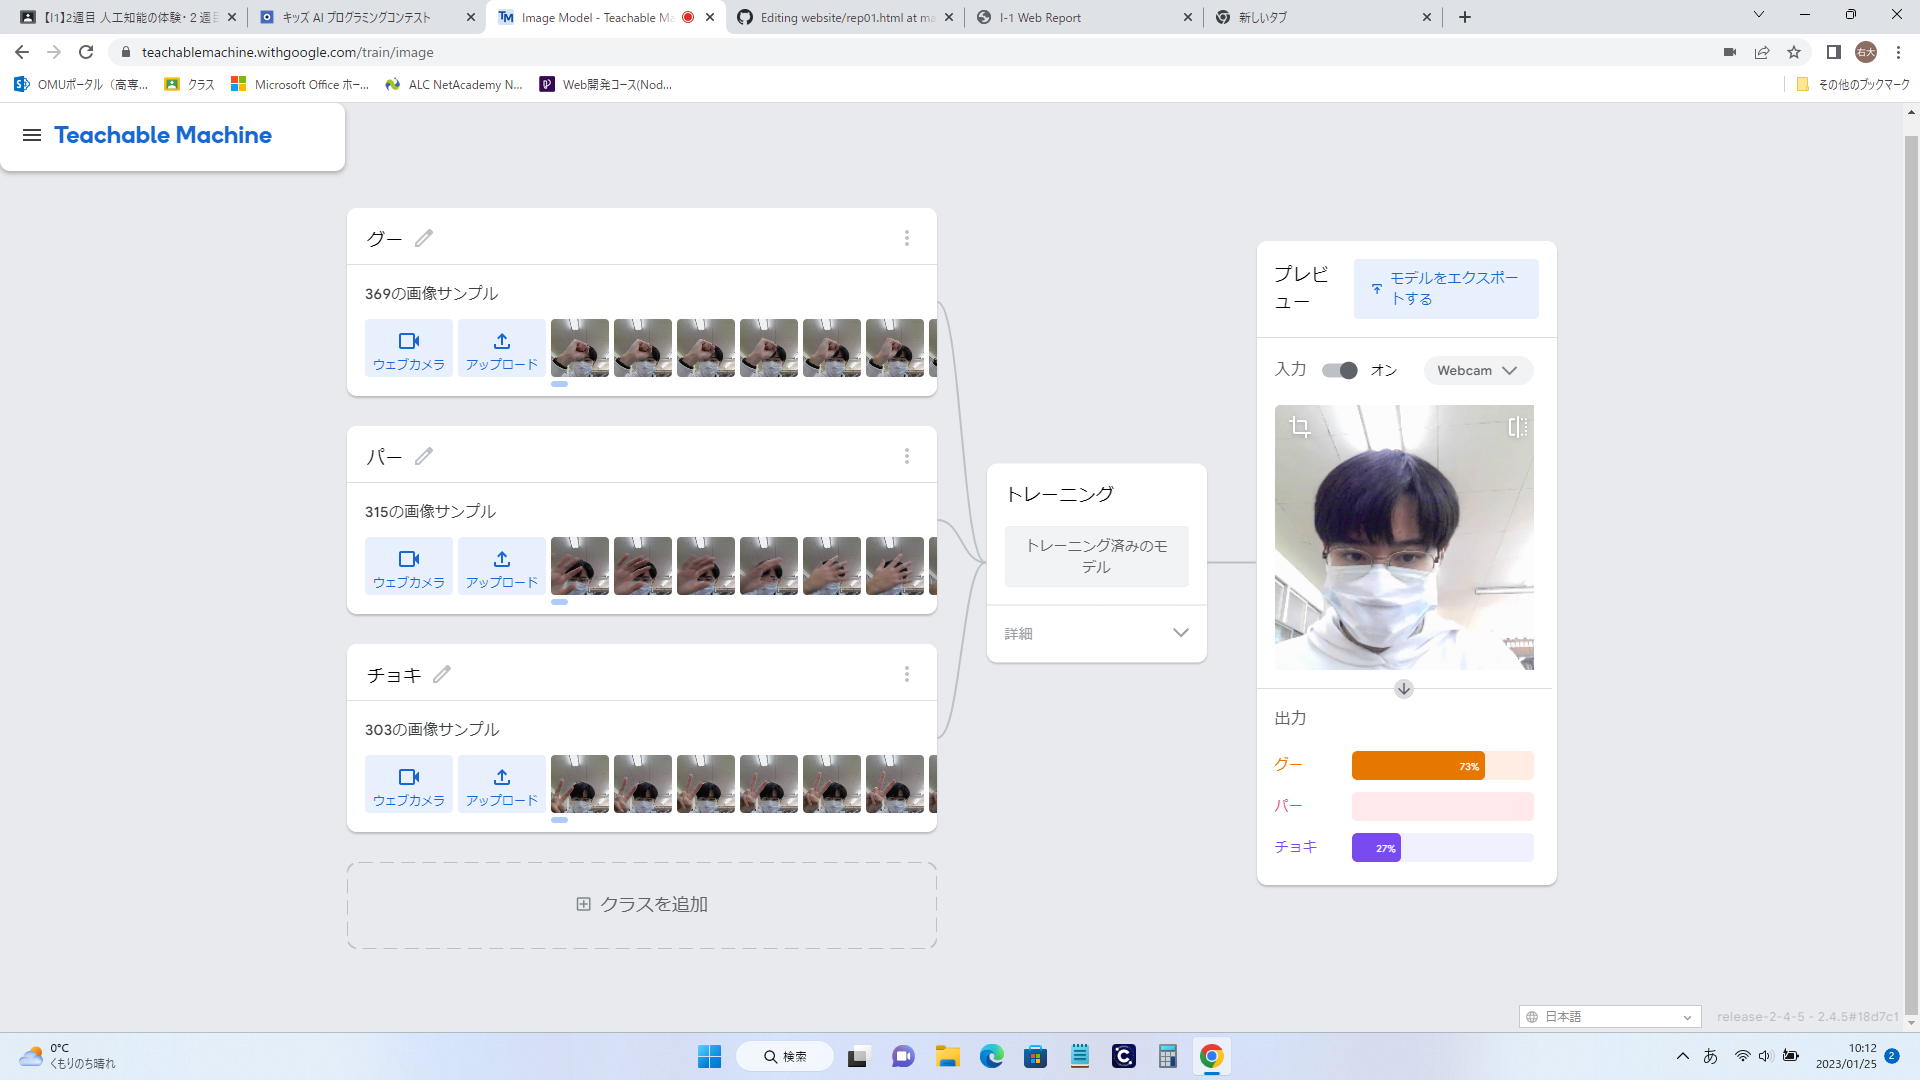 【I1】2週目 人工知能の体験・２週目
キッズ AI プログラミングコンテスト
Image Model - Teachable Ma
Editing website/rep01.html at ma
I-1 Web Report
新しいタブ
teachablemachine.withgoogle.com/train/image
右大
OMUポータル（高専...
クラス
Microsoft Office ホー...
ALC NetAcademy N...
Web開発コース(Nod...
その他のブックマーク
Teachable Machine
グー
369の画像サンプル
ウェブカメラ
アップロード
パー
315の画像サンプル
ウェブカメラ
アップロード
チョキ
303の画像サンプル
ウェブカメラ
アップロード
クラスを追加
トレーニング
トレーニング済みのモ
デル
詳細
プレビ
ュー
モデルをエクスポー
トする
入力
オン
Webcam
出力
グー
73%
パー
チョキ
27%
日本語
release-2-4-5 - 2.4.5#18d7c1
0°C
くもりのち晴れ
検索
あ
10:12
2023/01/25
2